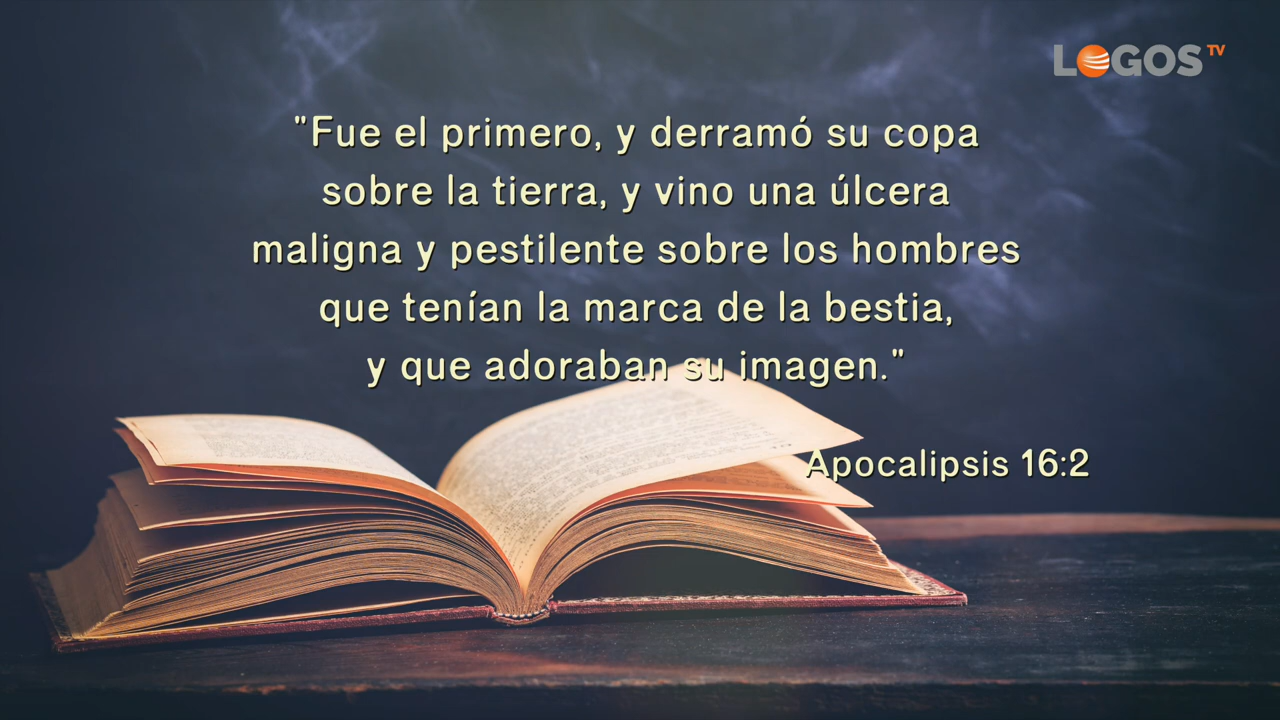 LOGOS TV
"Fue el primero, y derramó su copa
sobre la tierra, y vino una úlcera
maligna y pestilente sobre los hombres
que tenían la marca de la bestia,
y que adoraban su imagen."
Apocalipsis 16:2